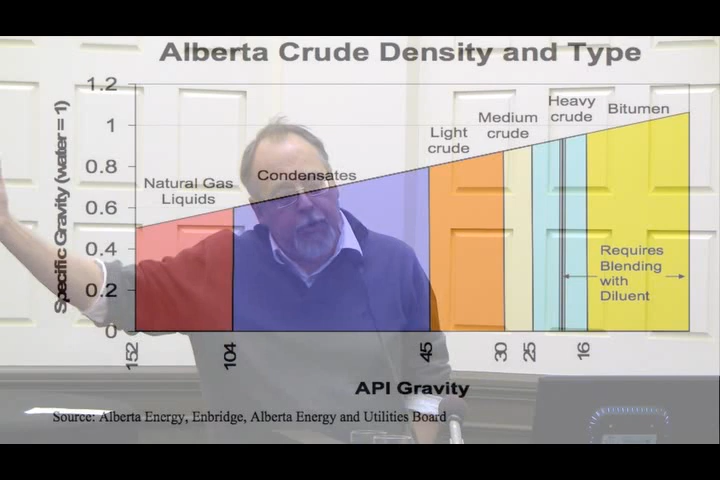 Alberta Crude Density and Type
Specific Gravity (water = 1)
1.2
1
0.8
0.6
0.4
0.2
0
Natural Gas
Liquids
Condensates
Light
crude
Medium
crude
Heavy
crude
Bitumen
Requires
Blending
with
Diluent
152
104
45
30
25
16
API Gravity
Source: Alberta Energy, Enbridge, Alberta Energy and Utilities Board